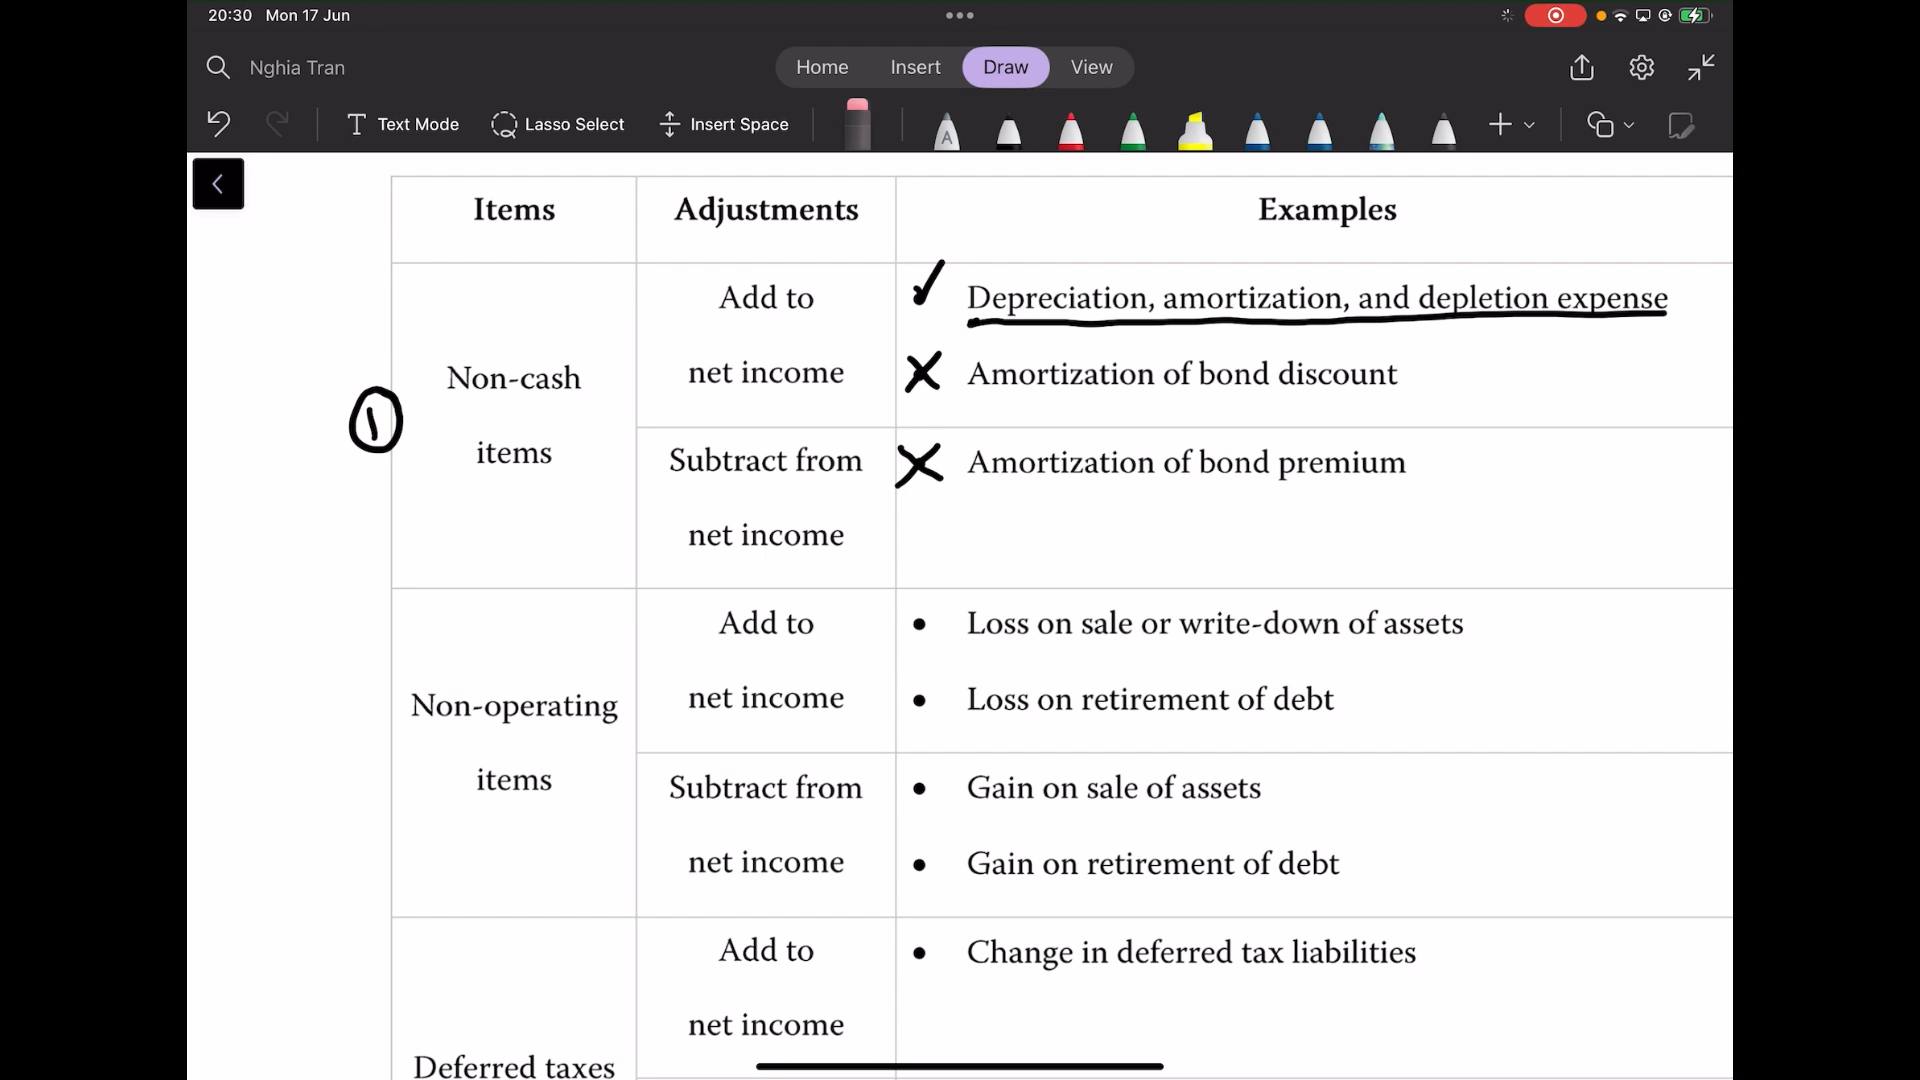 20:30 Mon 17 Jun
Nghia Tran
Home Insert Draw View
Text Mode Lasso Select Insert Space
A
Items Adjustments Examples
Add to
net income
Depreciation, amortization, and depletion expense
Amortization of bond discount
1
Non-cash
items
Subtract from
net income
Amortization of bond premium
Add to
net income
Loss on sale or write-down of assets
Loss on retirement of debt
Non-operating
items
Subtract from
net income
Gain on sale of assets
Gain on retirement of debt
Add to
net income
Change in deferred tax liabilities
Deferred taxes